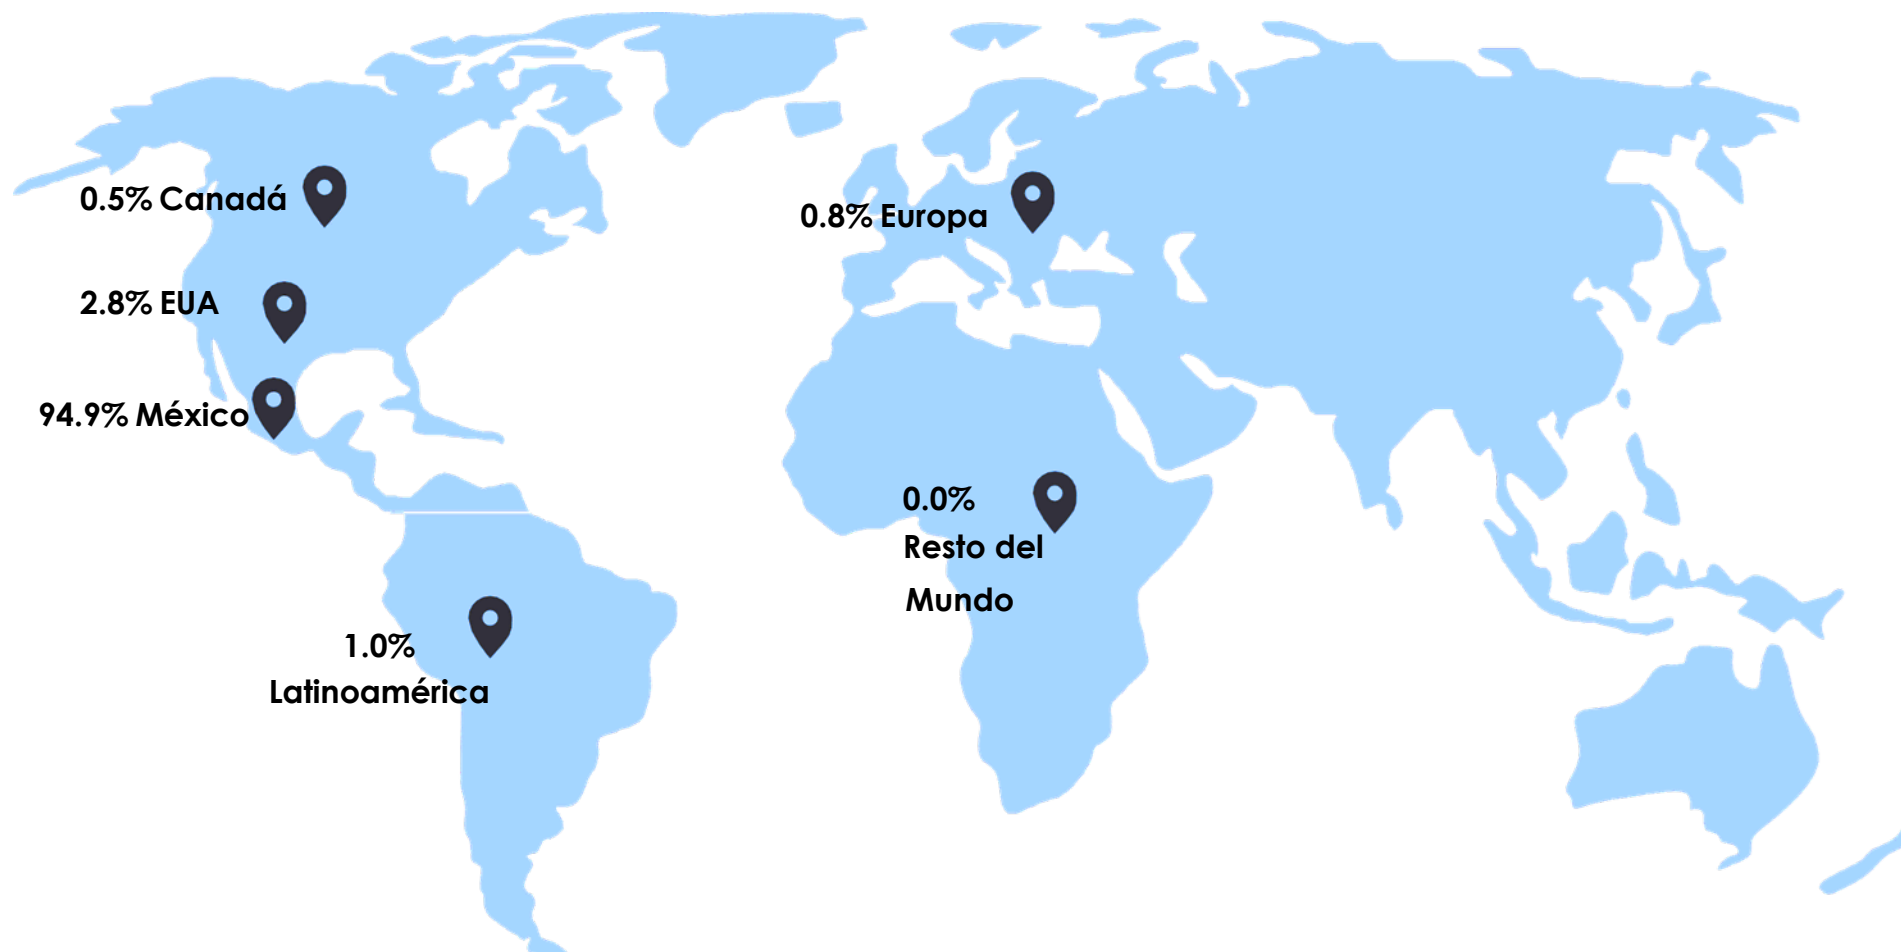 0.5% Canadá
0.8% Europa
2.8% EUA
94.9% México
0.0%
Resto del
Mundo
1.0%
Latinoamérica